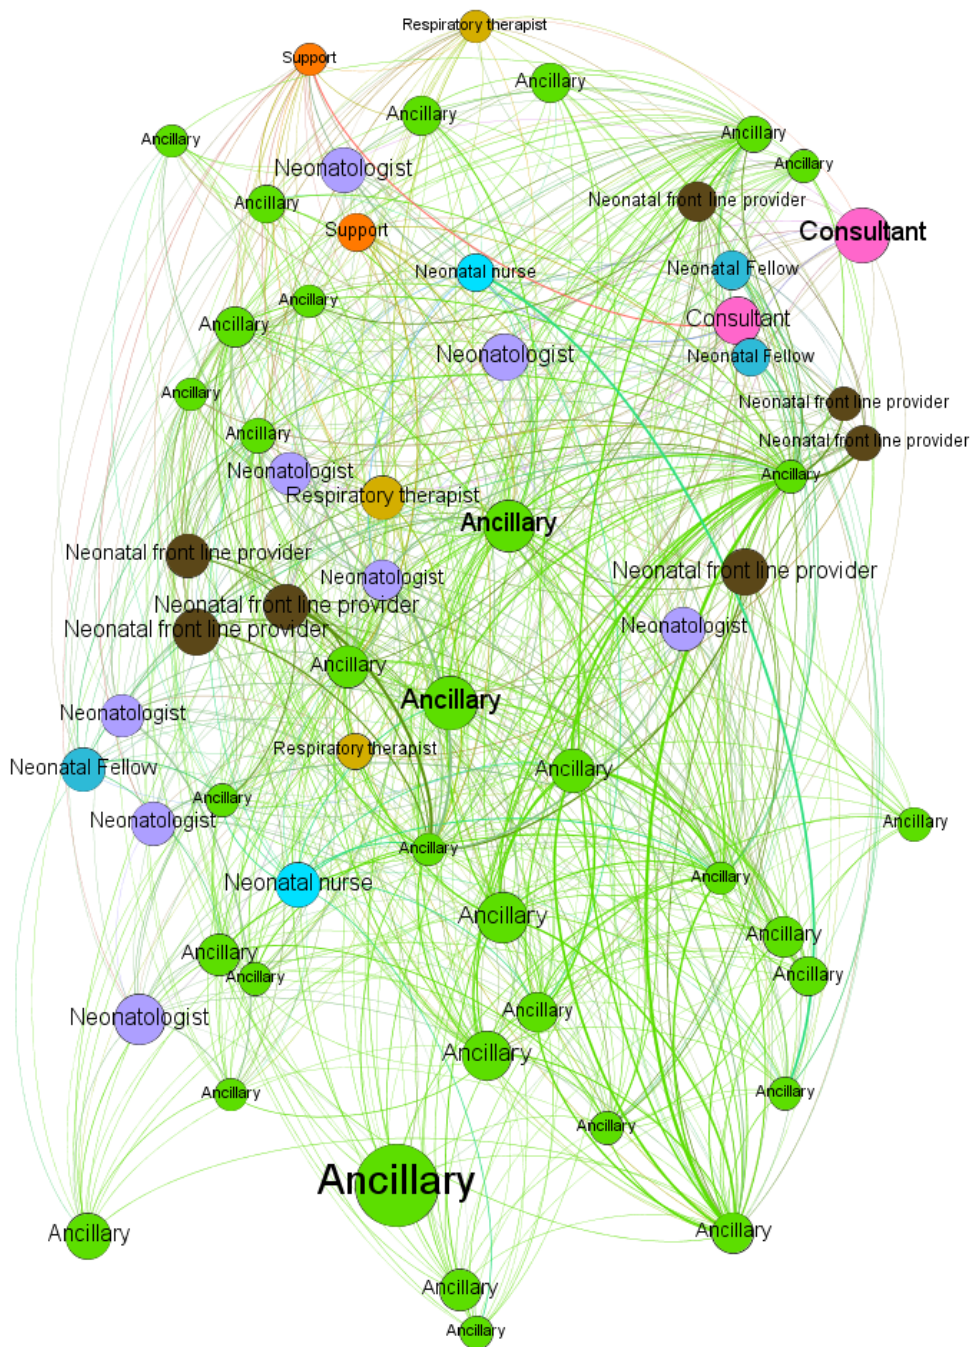 Respiratory therapist
Support
Ancillary
Ancillary
Ancillary
Ancillary
Ancillary
Neonatologist
Neonatal front line provider
Ancillary
Support
Consultant
Neonatal nurse
Neonatal Fellow
Ancillary
Consultant
Ancillary
Neonatologist
Neonatal Fellow
Ancillary
Neonatal front line provider
Ancillary
Neonatal front line provider
Neonatologist
Ancillary
Respiratory therapist
Ancillary
Neonatal front line provider
Neonatal front line provider
Neonatologist
Neonatal front line provider
Neonatal front line provider
Neonatologist
Ancillary
Ancillary
Neonatologist
Respiratory therapist
Neonatal Fellow
Ancillary
Ancillary
Neonatologist
Ancillary
Ancillary
Ancillary
Neonatal nurse
Ancillary
Ancillary
Ancillary
Ancillary
Ancillary
Ancillary
Neonatologist
Ancillary
Ancillary
Ancillary
Ancillary
Ancillary
Ancillary
Ancillary
Ancillary
Ancillary